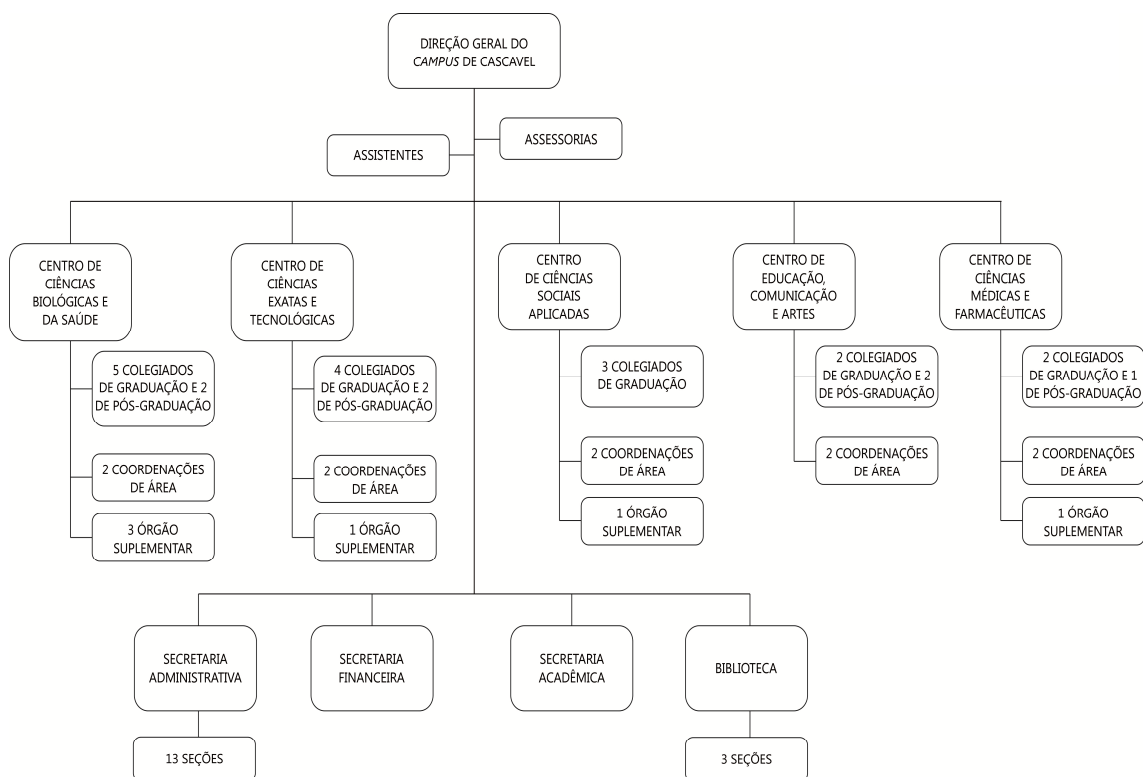 DIREÇÃO GERAL DO
CAMPUS DE CASCAVEL
ASSESSORIAS
ASSISTENTES
CENTRO DE
CIÊNCIAS
BIOLÓGICAS E
DA SAÚDE
CENTRO DE
CIÊNCIAS
EXATAS E
TECNOLÓGICAS
CENTRO
DE CIÊNCIAS
SOCIAIS
APLICADAS
CENTRO DE
EDUCAÇÃO,
COMUNICAÇÃO
E ARTES
CENTRO DE
CIÊNCIAS
MÉDICAS E
FARMACÊUTICAS
5 COLEGIADOS
DE GRADUAÇÃO E 2
DE PÓS-GRADUAÇÃO
4 COLEGIADOS
DE GRADUAÇÃO E 2
DE PÓS-GRADUAÇÃO
3 COLEGIADOS
DE GRADUAÇÃO
2 COLEGIADOS
DE GRADUAÇÃO E 2
DE PÓS-GRADUAÇÃO
2 COLEGIADOS
DE GRADUAÇÃO E 1
DE PÓS-GRADUAÇÃO
2 COORDENAÇÕES
DE ÁREA
2 COORDENAÇÕES
DE ÁREA
2 COORDENAÇÕES
DE ÁREA
2 COORDENAÇÕES
DE ÁREA
2 COORDENAÇÕES
DE ÁREA
3 ÓRGÃO
SUPLEMENTAR
1 ÓRGÃO
SUPLEMENTAR
1 ÓRGÃO
SUPLEMENTAR
1 ÓRGÃO
SUPLEMENTAR
SECRETARIA
ADMINISTRATIVA
SECRETARIA
FINANCEIRA
SECRETARIA
ACADÊMICA
BIBLIOTECA
13 SEÇÕES
3 SEÇÕES